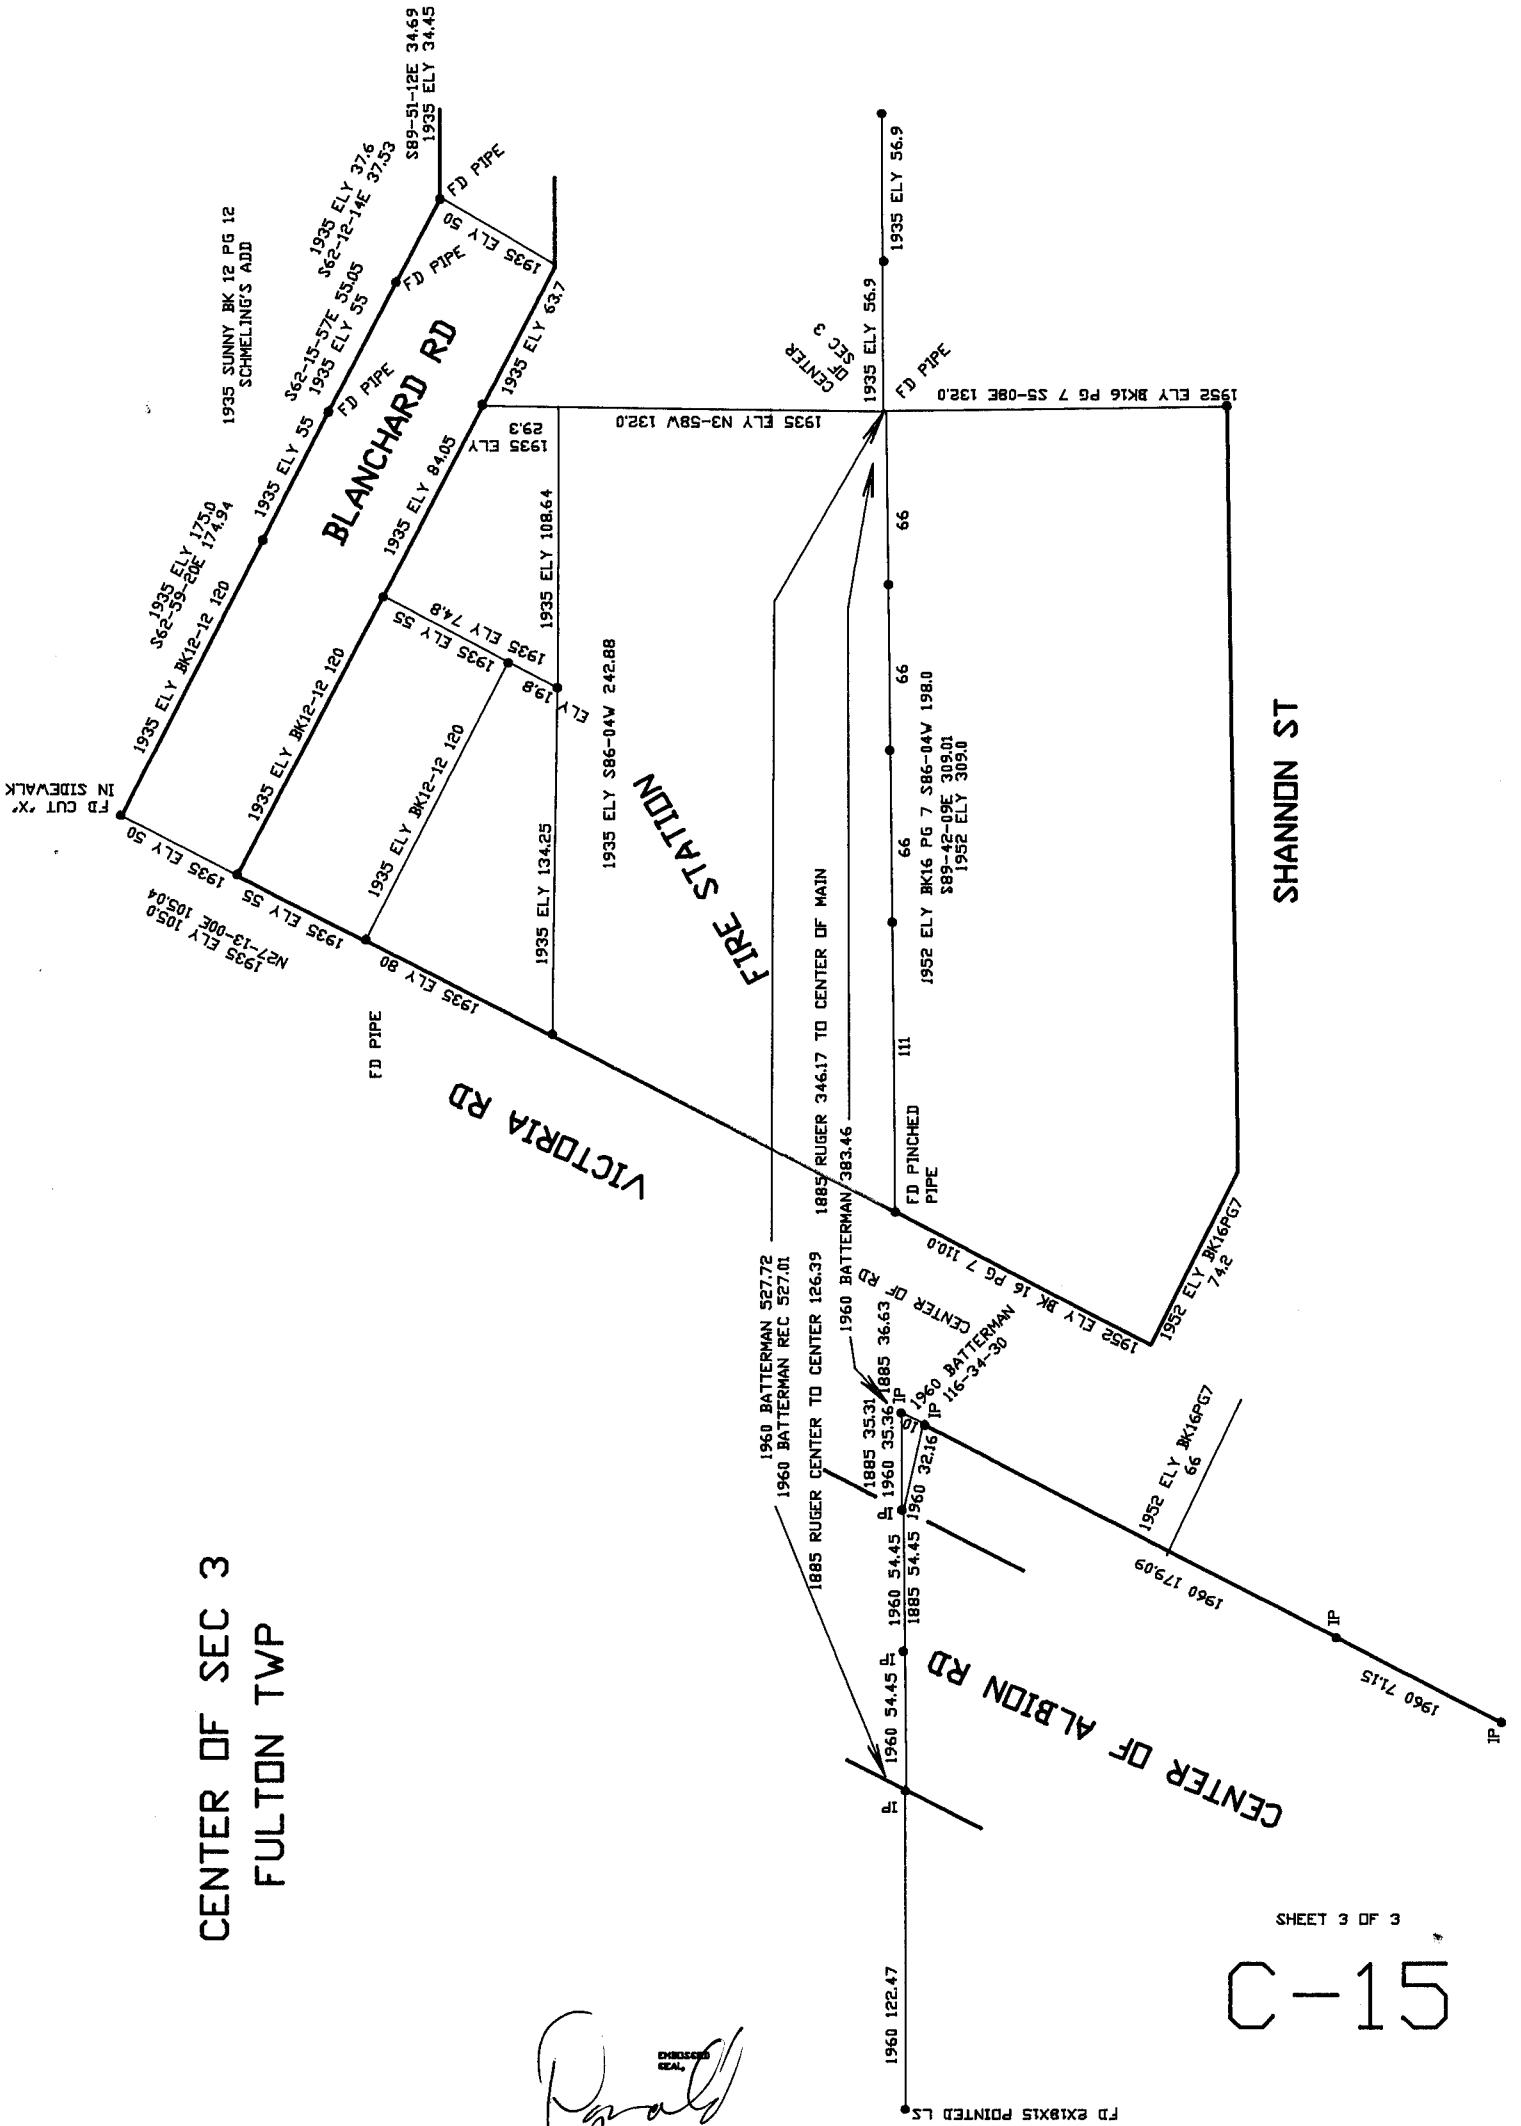 CENTER OF SEC 3
FULTON TWP
1935 SUNNY BK 12 PG 12
SCHMELING'S ADD
FD CUT "X"
IN SIDEWALK
1935 ELY 175.0
S62-59-20E 174.94
1935 ELY BK12-12 120
1935 ELY 55
S62-15-57E 55.05
1935 ELY 55
1935 ELY 37.6
S62-12-14E 37.53
S89-51-12E 34.69
1935 ELY 34.45
FD PIPE
FD PIPE
FD PIPE
1935 ELY 50
BLANCHARD RD
1935 ELY 50
1935 ELY BK12-12 120
1935 ELY 84.05
1935 ELY 63.7
1935 ELY 55
1935 ELY 105.0
N27-13-00E 105.04
1935 ELY BK12-12 120
1935 ELY 55
1935 ELY 74.8
19.8
ELY
1935 ELY
29.3
1935 ELY 80
FD PIPE
1935 ELY 134.25
1935 ELY 108.64
1935 ELY S86-04W 242.88
1935 ELY N3-58W 132.0
VICTORIA RD
FIRE STATION
CENTER
OF
SEC 3
1935 ELY 56.9
1935 ELY 56.9
FD PIPE
1952 ELY BK16 PG 7 S5-08E 132.0
1960 BATTERMAN 527.72
1960 BATTERMAN REC 527.01
1885 RUGER CENTER TO CENTER 126.39
1885 RUGER 346.17 TO CENTER OF MAIN
1960 BATTERMAN 383.46
FD PINCHED
PIPE
111
66
66
66
1952 ELY BK16 PG 7 S86-04W 198.0
S89-42-09E 309.01
1952 ELY 309.0
1952 ELY BK 16 PG 7 110.0
1952 ELY BK16PG7
74.2
SHANNON ST
CENTER OF RD
1885 35.31
1960 35.36
1885 36.63
IP
10
IP
1960 BATTERMAN
116-34-30
1960 32.16
IP
1960 54.45
1885 54.45
IP
1960 54.45
IP
1960 122.47
FD 2X18X15 POINTED LS
CENTER OF ALBION RD
1952 ELY BK16PG7
66
1960 179.09
IP
1960 71.15
IP
EMBOSSED
SEAL,
Donald
SHEET 3 OF 3
C-15